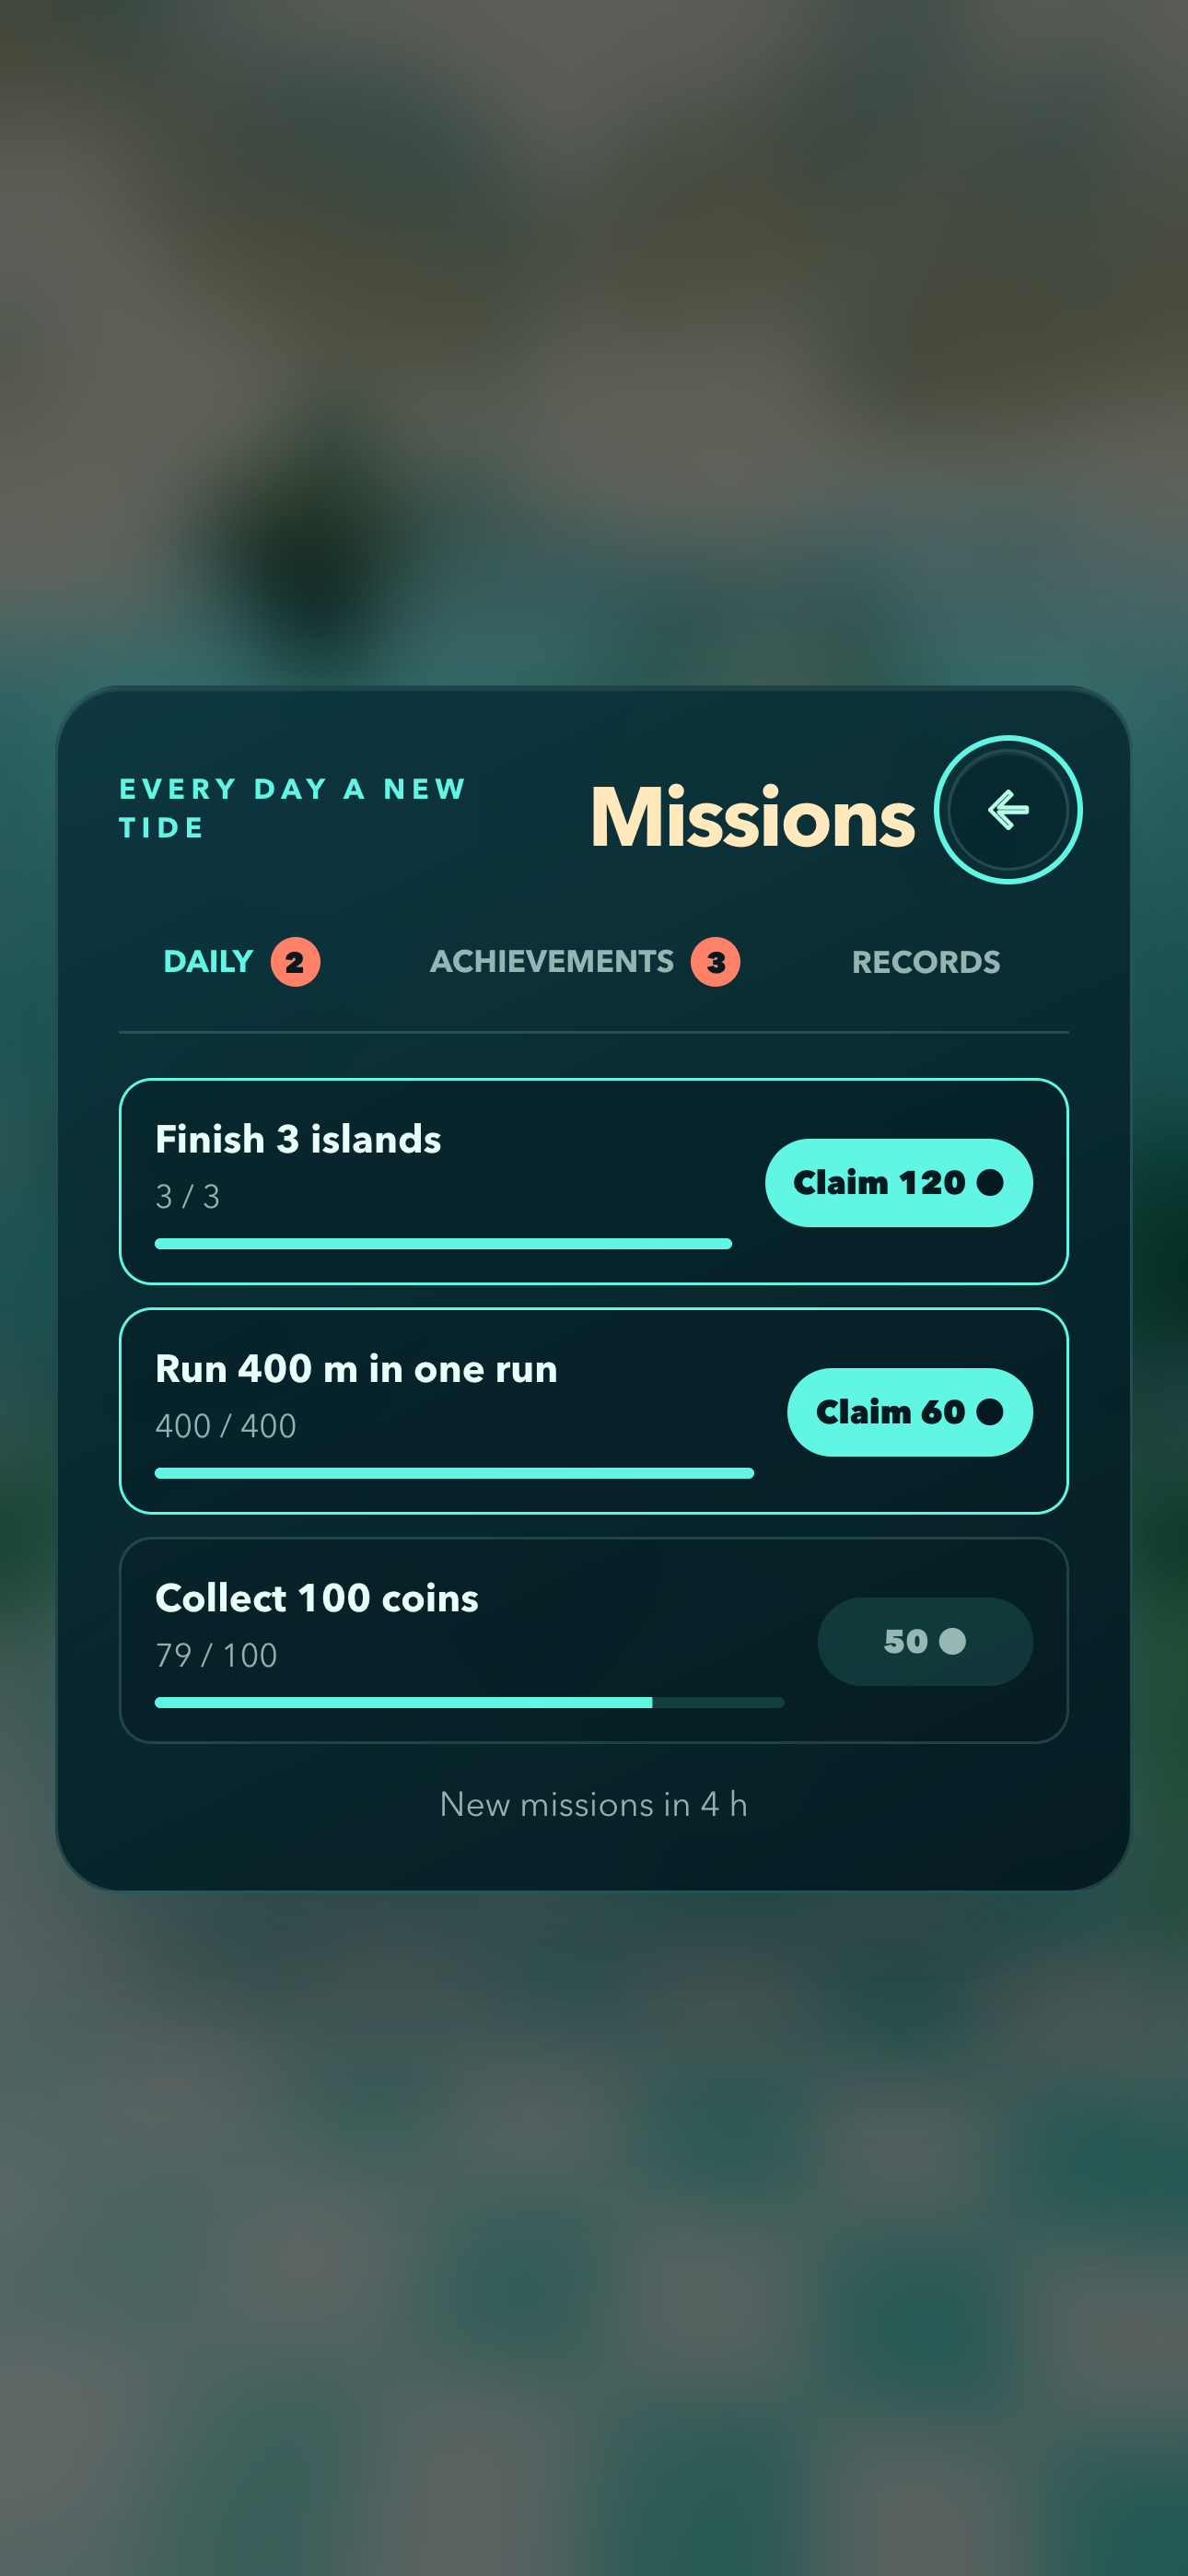 EVERY DAY A NEW
TIDE
Missions
DAILY 2
ACHIEVEMENTS 3
RECORDS
Finish 3 islands
3 / 3
Claim 120
Run 400 m in one run
400 / 400
Claim 60
Collect 100 coins
79 / 100
50
New missions in 4 h